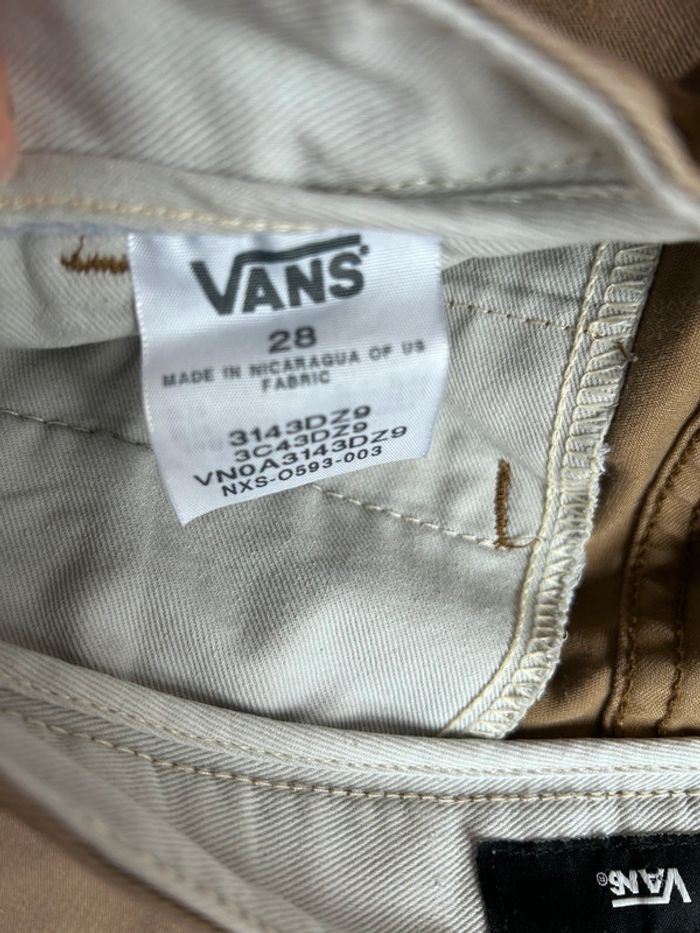 VANS
28
MADE IN NICARAGUA OF US
FABRIC
3143DZ9
3C43DZ9
VN0A3143DZ9
NXS-O593-003
VANS®